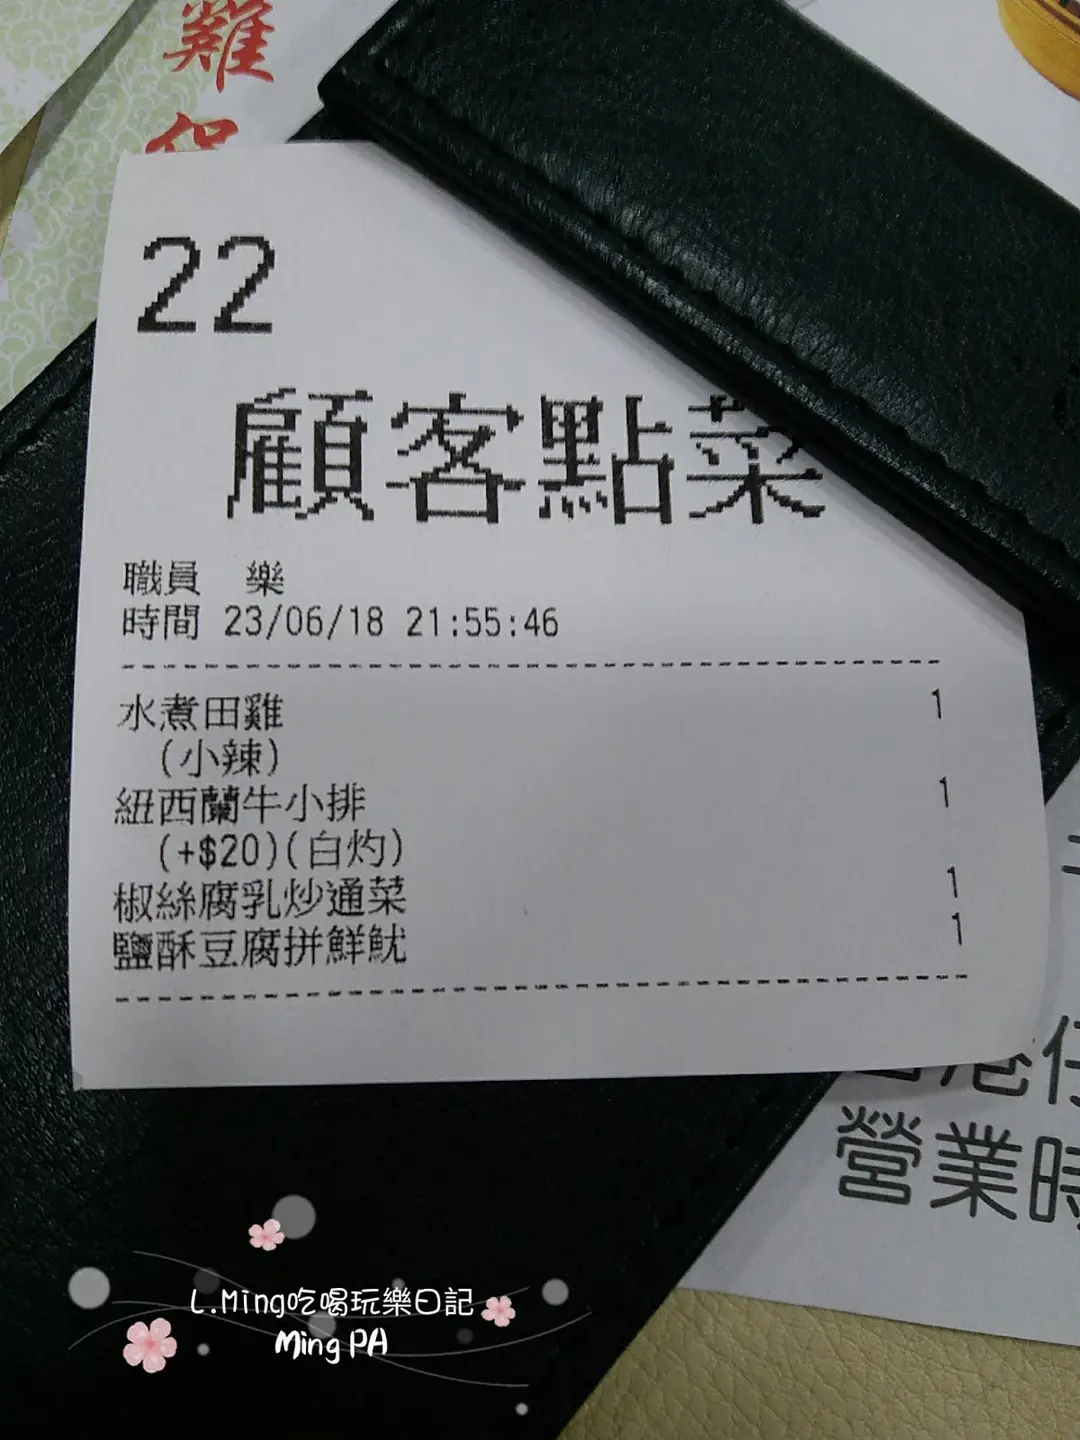 雞
22
顧客點菜
職員 樂
時間 23/06/18 21:55:46
水煮田雞 1
(小辣)
紐西蘭牛小排 1
(+$20)(白灼)
椒絲腐乳炒通菜 1
鹽酥豆腐拼鮮魷 1
港仔
營業時
L.Ming吃喝玩樂日記
Ming PA